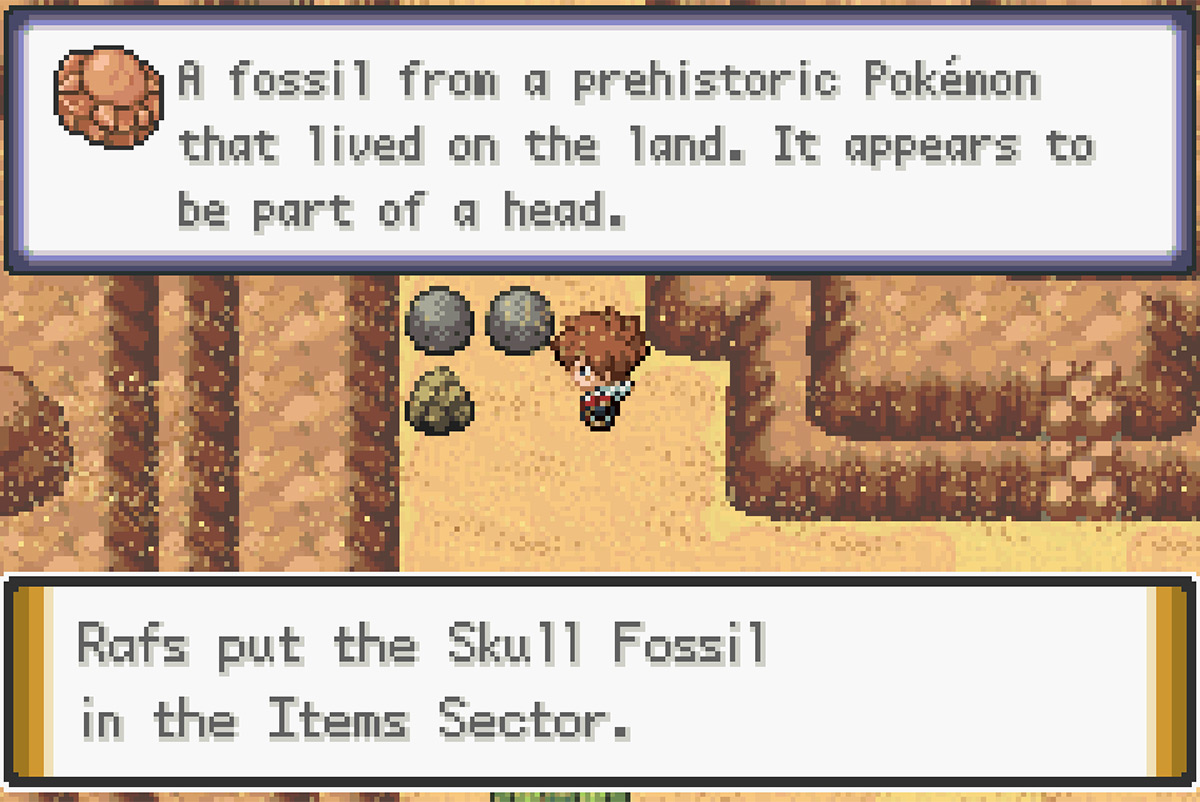 A fossil from a prehistoric Pokémon
that lived on the land. It appears to
be part of a head.
Rafs put the Skull Fossil
in the Items Sector.